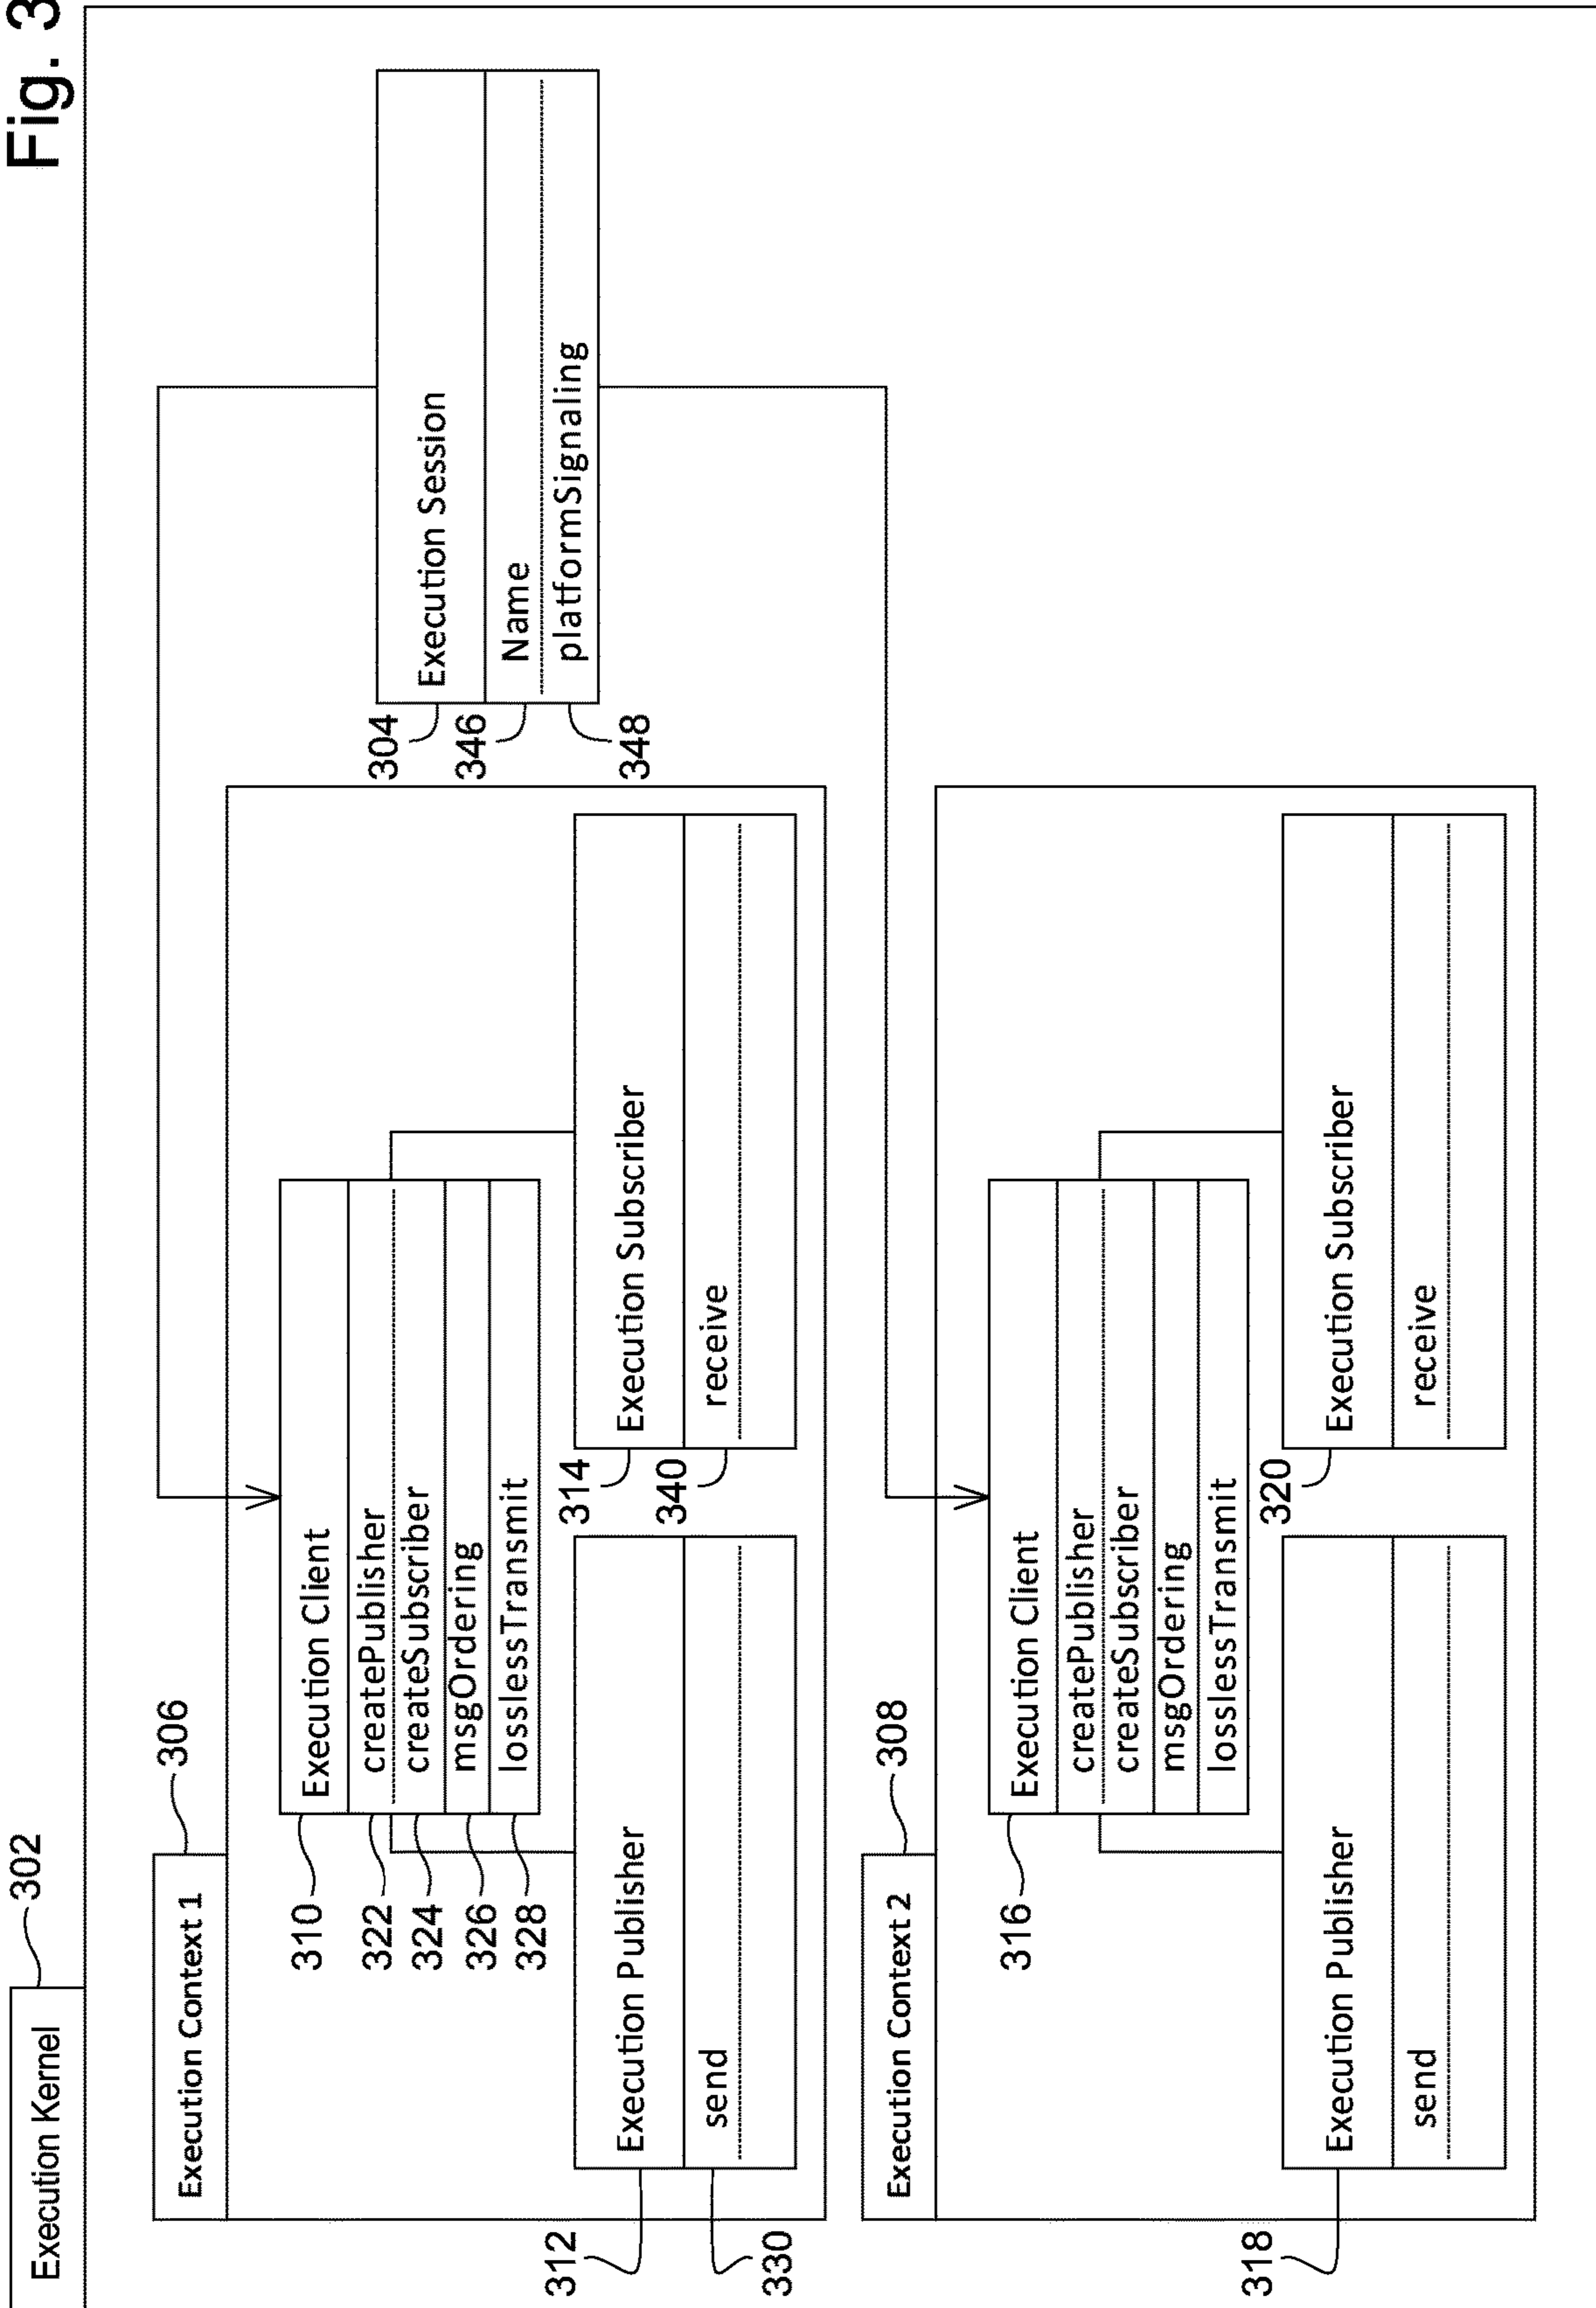 Fig. 3
Execution Kernel
302
Execution Context 1
306
310
Execution Client
322
createPublisher
324
createSubscriber
326
msgOrdering
328
losslessTransmit
312
Execution Publisher
330
send
314
Execution Subscriber
340
receive
304
Execution Session
346
Name
348
platformSignaling
Execution Context 2
308
316
Execution Client
createPublisher
createSubscriber
msgOrdering
losslessTransmit
318
Execution Publisher
send
320
Execution Subscriber
receive